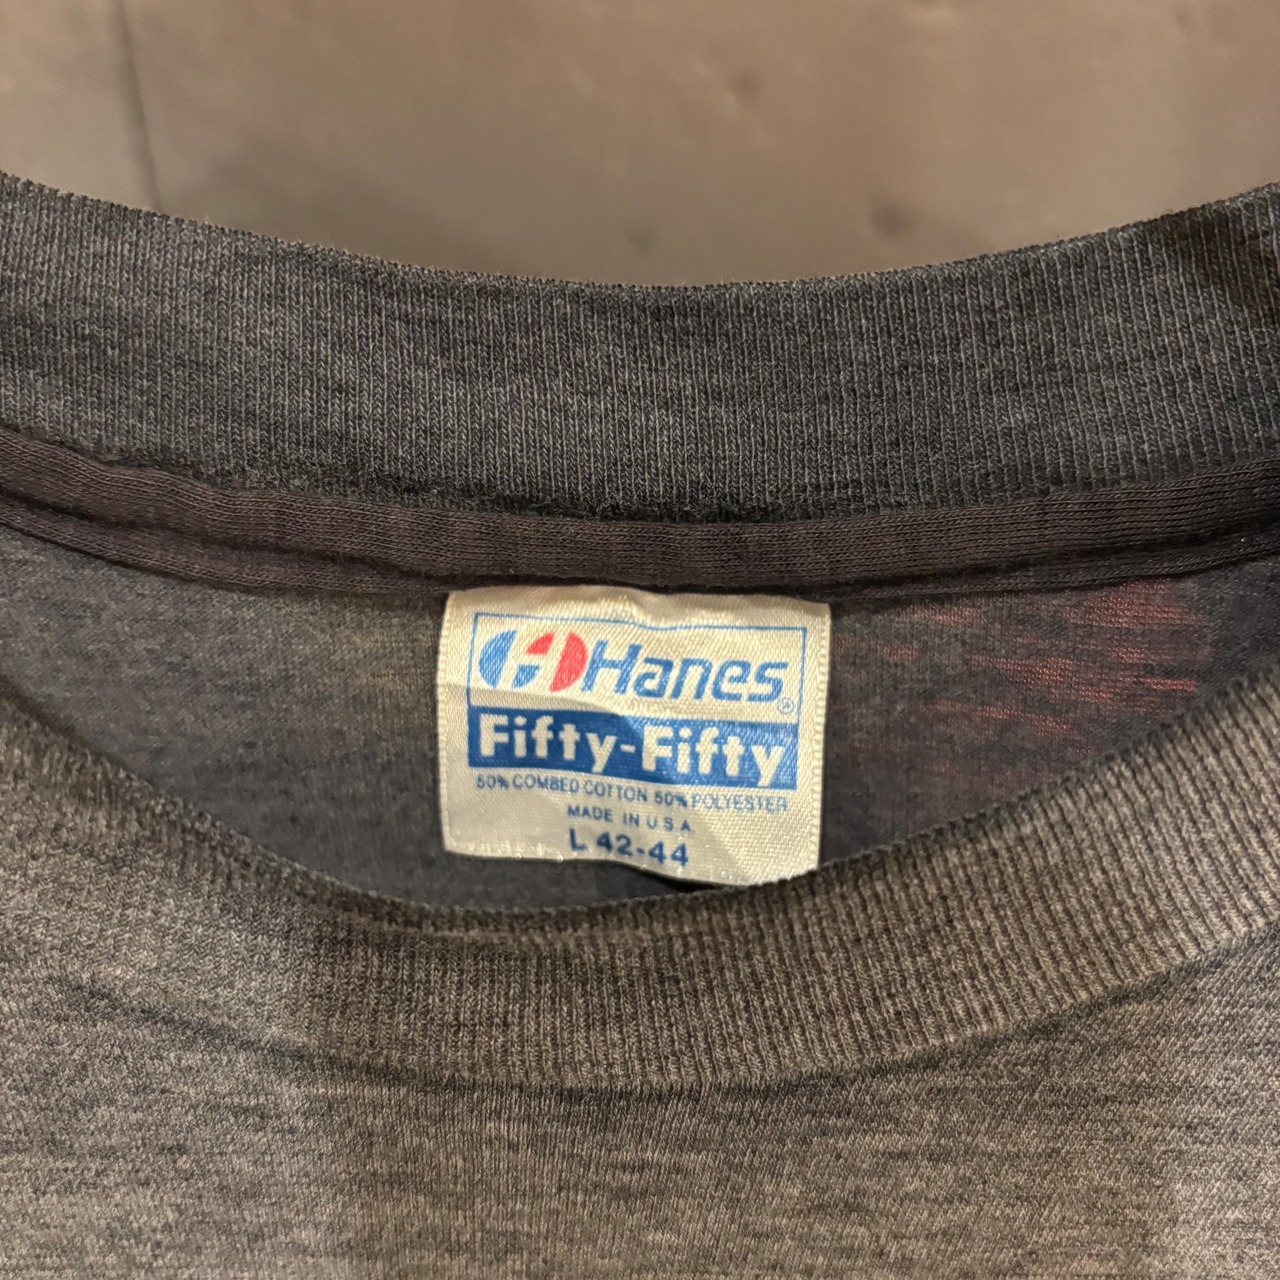 Hanes®
Fifty-Fifty
50% COMBED COTTON 50% POLYESTER
MADE IN U.S.A.
L 42-44